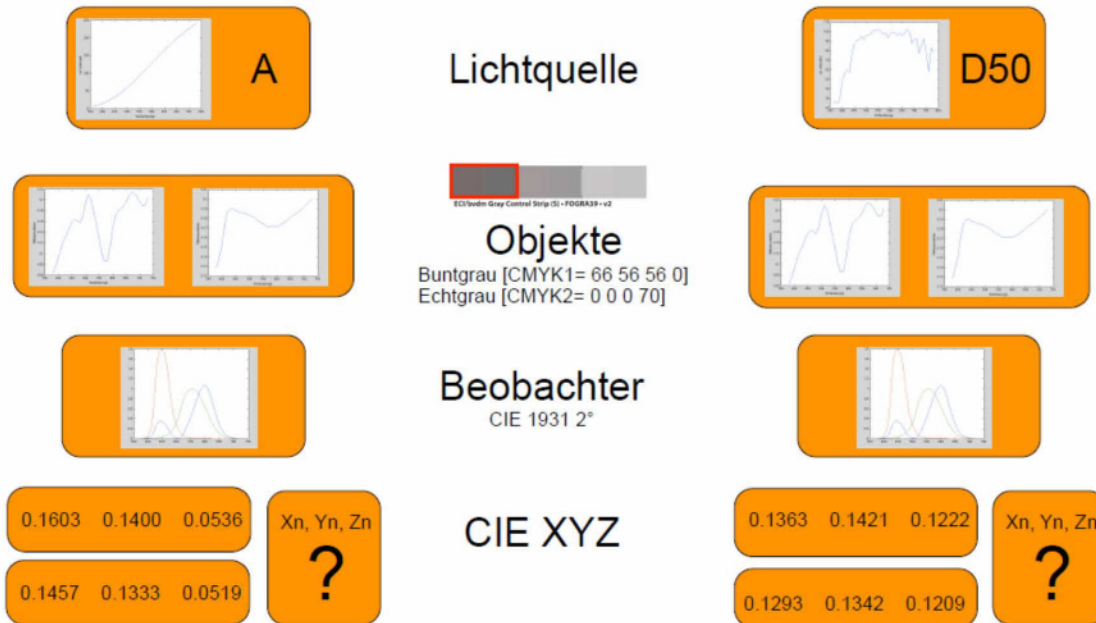 A
Lichtquelle
D50
ECI/bvdm Gray Control Strip (S) • FOGRA39 • v2
Objekte
Buntgrau [CMYK1= 66 56 56 0]
Echtgrau [CMYK2= 0 0 0 70]
Beobachter
CIE 1931 2°
0.1603 0.1400 0.0536
Xn, Yn, Zn
?
0.1457 0.1333 0.0519
CIE XYZ
0.1363 0.1421 0.1222
Xn, Yn, Zn
?
0.1293 0.1342 0.1209